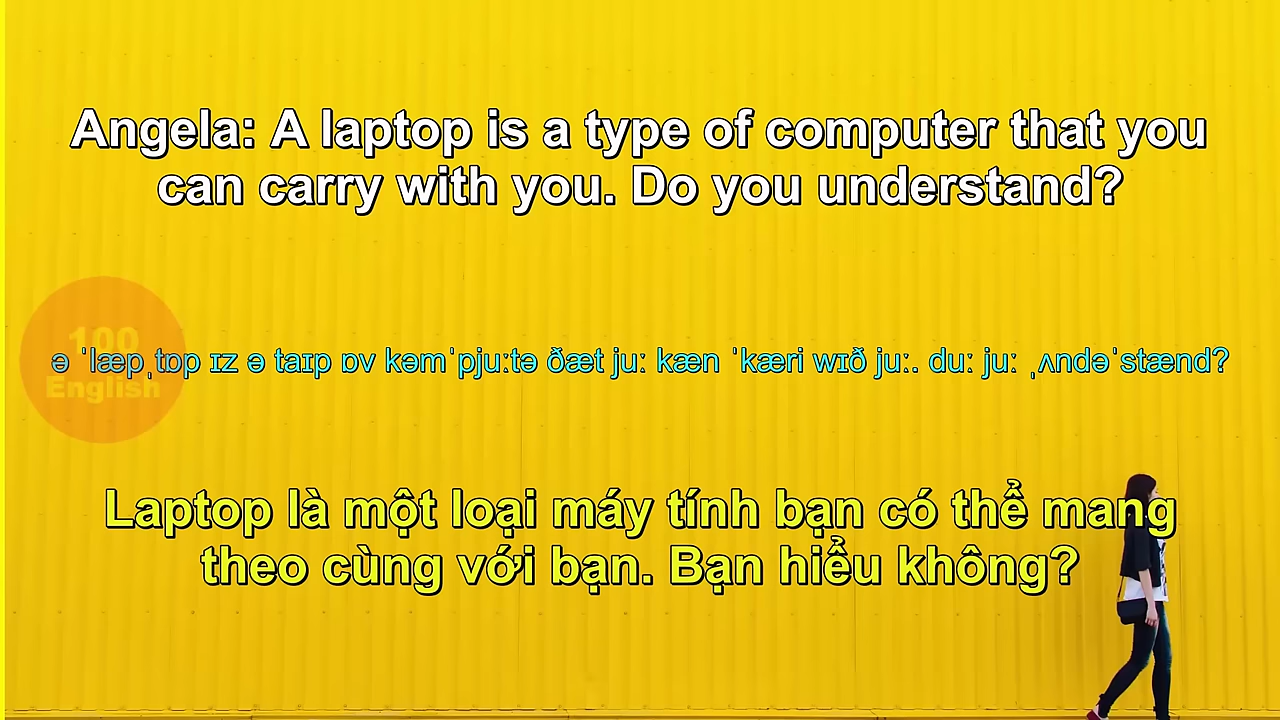 Angela: A laptop is a type of computer that you
can carry with you. Do you understand?
100
ə ˈlæpˌtɒp ɪz ə taɪp ɒv kəmˈpjuːtə ðæt juː kæn ˈkæri wɪð juː. duː juː ˌʌndəˈstænd?
English
Laptop là một loại máy tính bạn có thể mang
theo cùng với bạn. Bạn hiểu không?